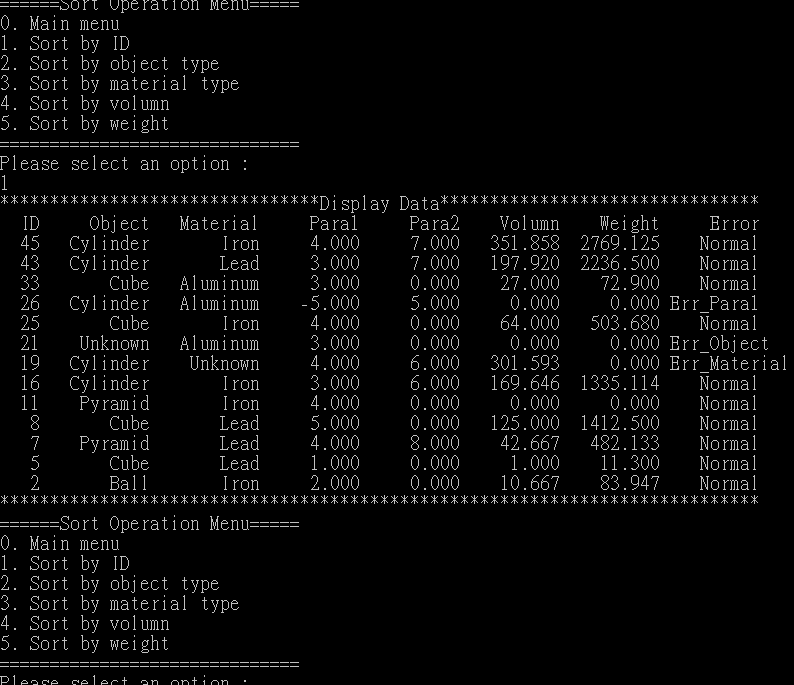 ======Sort Operation Menu=====
0. Main menu
1. Sort by ID
2. Sort by object type
3. Sort by material type
4. Sort by volumn
5. Sort by weight
==============================
Please select an option :
1
********************************Display Data********************************
ID Object Material Para1 Para2 Volumn Weight Error
45 Cylinder Iron 4.000 7.000 351.858 2769.125 Normal
43 Cylinder Lead 3.000 7.000 197.920 2236.500 Normal
33 Cube Aluminum 3.000 0.000 27.000 72.900 Normal
26 Cylinder Aluminum -5.000 5.000 0.000 0.000 Err_Para1
25 Cube Iron 4.000 0.000 64.000 503.680 Normal
21 Unknown Aluminum 3.000 0.000 0.000 0.000 Err_Object
19 Cylinder Unknown 4.000 6.000 301.593 0.000 Err_Material
16 Cylinder Iron 3.000 6.000 169.646 1335.114 Normal
11 Pyramid Iron 4.000 0.000 0.000 0.000 Normal
8 Cube Lead 5.000 0.000 125.000 1412.500 Normal
7 Pyramid Lead 4.000 8.000 42.667 482.133 Normal
5 Cube Lead 1.000 0.000 1.000 11.300 Normal
2 Ball Iron 2.000 0.000 10.667 83.947 Normal
****************************************************************************
======Sort Operation Menu=====
0. Main menu
1. Sort by ID
2. Sort by object type
3. Sort by material type
4. Sort by volumn
5. Sort by weight
==============================
Please select an option :